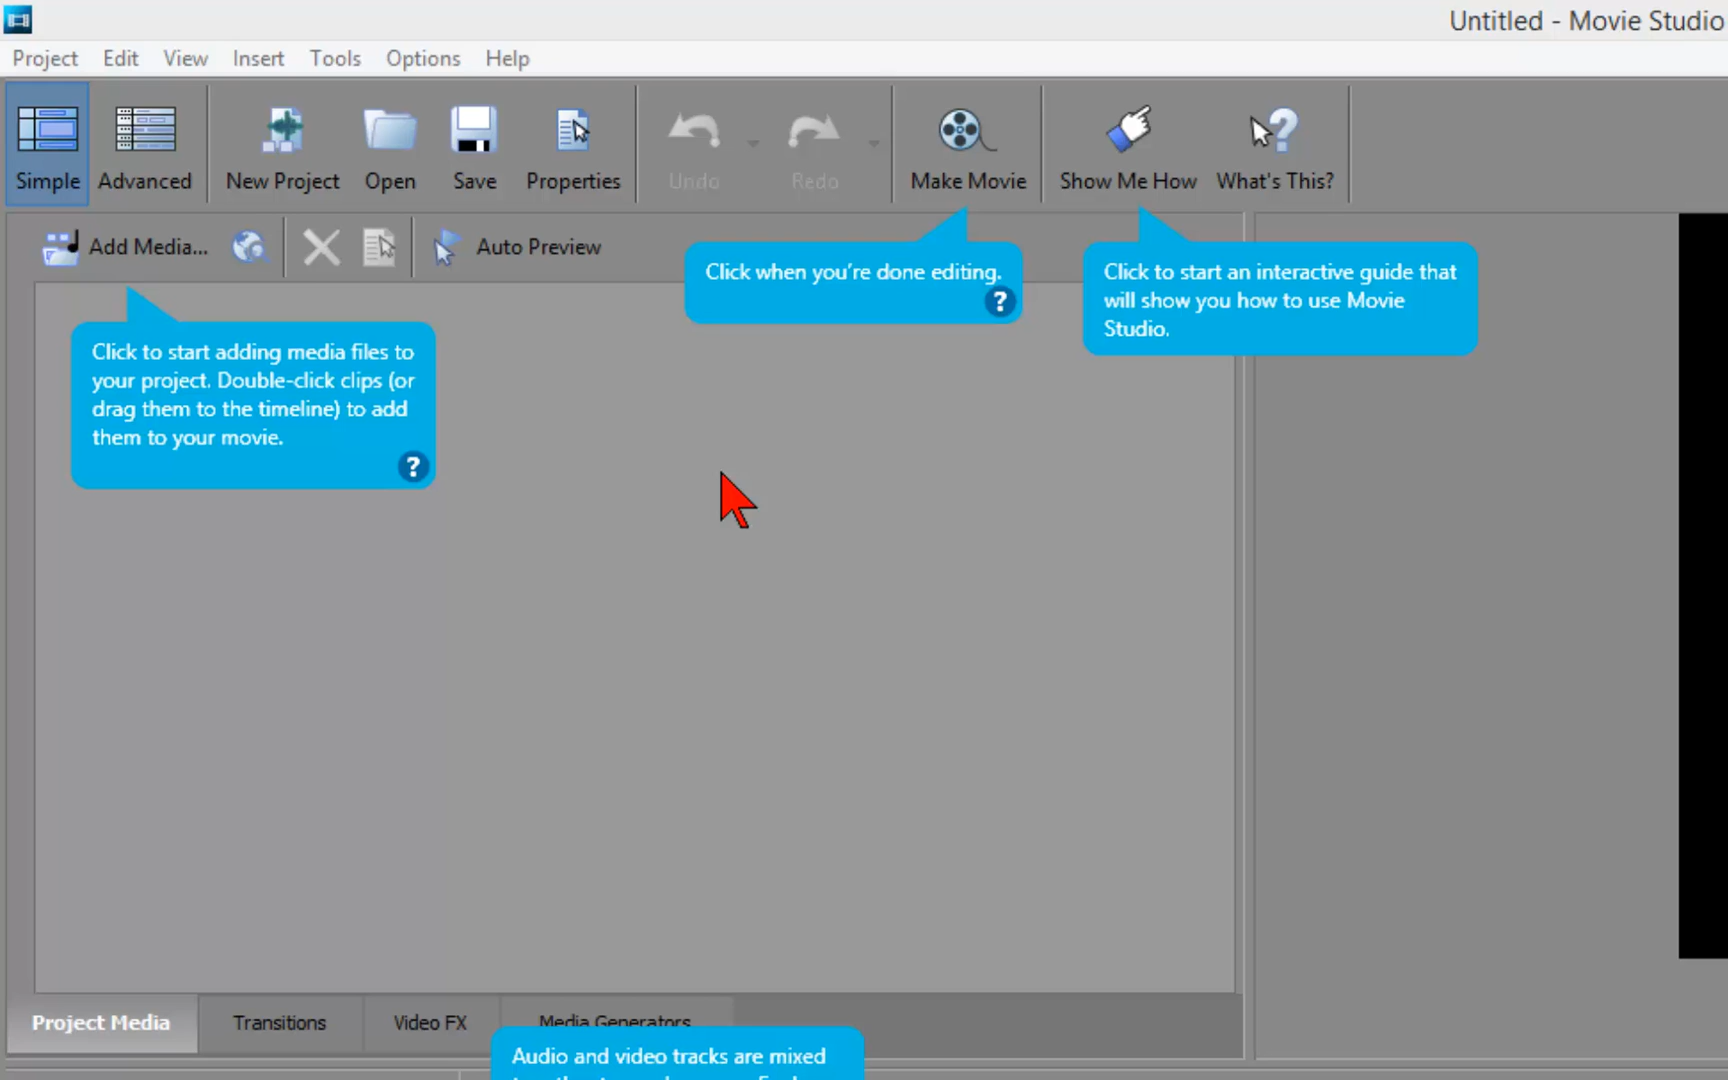 Untitled - Movie Studio
Project Edit View Insert Tools Options Help
Simple Advanced New Project Open Save Properties Undo Redo Make Movie Show Me How What's This?
Add Media... Auto Preview
Click when you're done editing.
?
Click to start an interactive guide that
will show you how to use Movie
Studio.
Click to start adding media files to
your project. Double-click clips (or
drag them to the timeline) to add
them to your movie.
?
Project Media Transitions Video FX Media Generators
Audio and video tracks are mixed